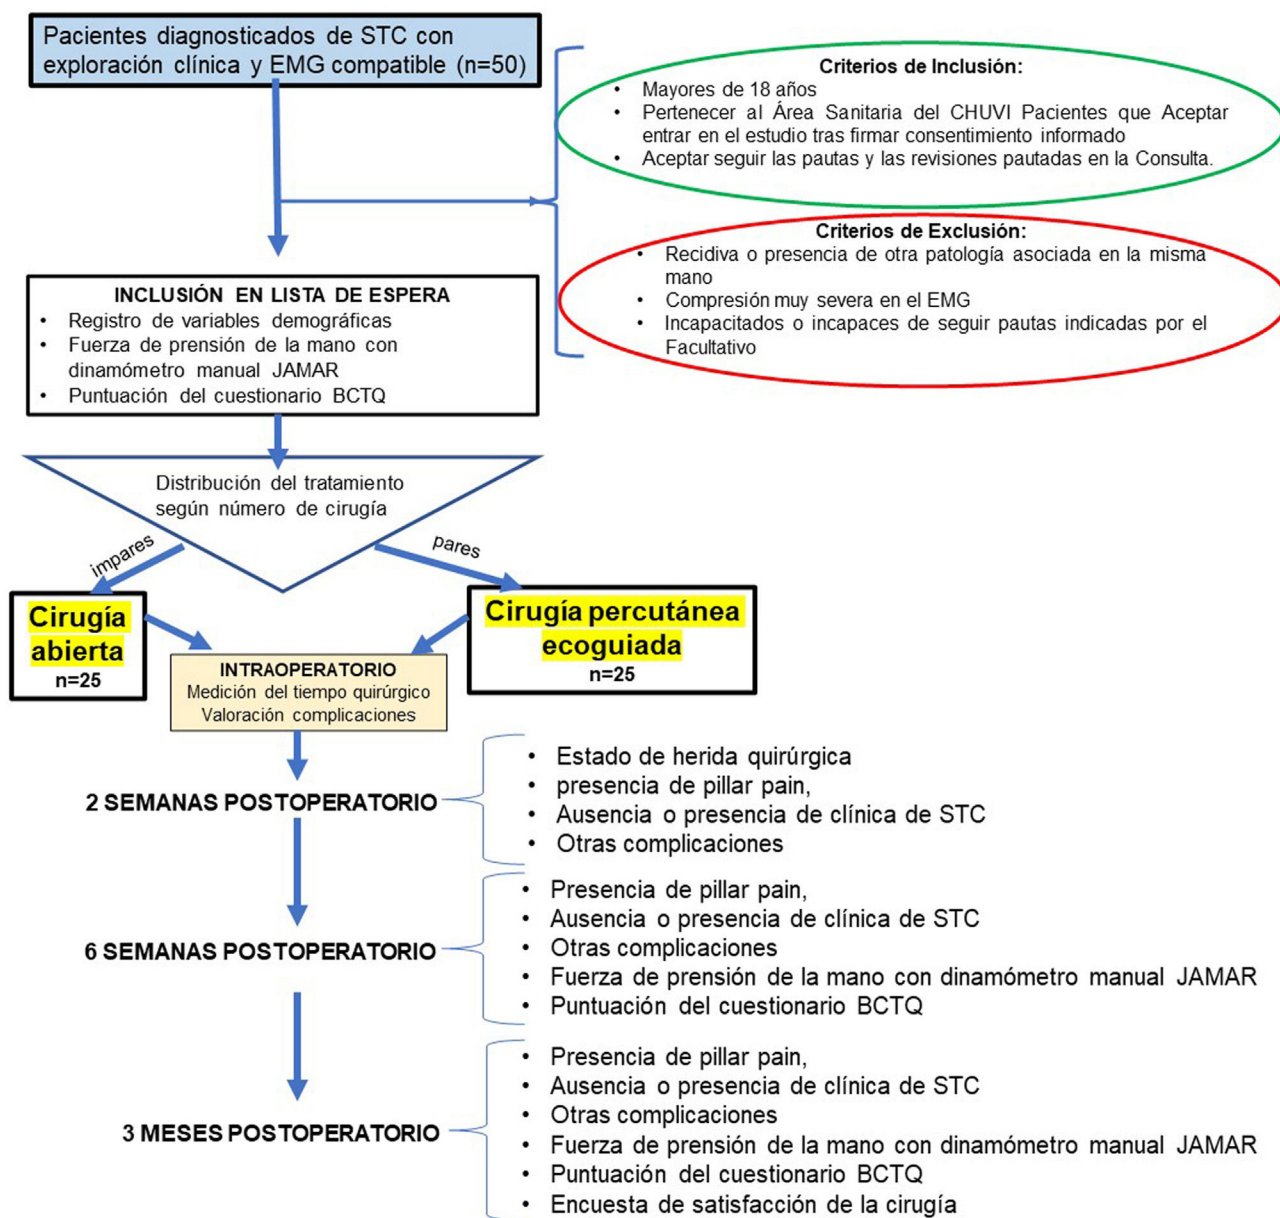 Pacientes diagnosticados de STC con
exploración clínica y EMG compatible (n=50)
Criterios de Inclusión:
• Mayores de 18 años
• Pertenecer al Área Sanitaria del CHUVI Pacientes que Aceptar
entrar en el estudio tras firmar consentimiento informado
• Aceptar seguir las pautas y las revisiones pautadas en la Consulta.
Criterios de Exclusión:
• Recidiva o presencia de otra patología asociada en la misma
mano
• Compresión muy severa en el EMG
• Incapacitados o incapaces de seguir pautas indicadas por el
Facultativo
INCLUSIÓN EN LISTA DE ESPERA
• Registro de variables demográficas
• Fuerza de prensión de la mano con
dinamómetro manual JAMAR
• Puntuación del cuestionario BCTQ
Distribución del tratamiento
según número de cirugía
impares
pares
Cirugía
abierta
n=25
Cirugía percutánea
ecoguiada
n=25
INTRAOPERATORIO
Medición del tiempo quirúrgico
Valoración complicaciones
2 SEMANAS POSTOPERATORIO
• Estado de herida quirúrgica
• presencia de pillar pain,
• Ausencia o presencia de clínica de STC
• Otras complicaciones
6 SEMANAS POSTOPERATORIO
• Presencia de pillar pain,
• Ausencia o presencia de clínica de STC
• Otras complicaciones
• Fuerza de prensión de la mano con dinamómetro manual JAMAR
• Puntuación del cuestionario BCTQ
3 MESES POSTOPERATORIO
• Presencia de pillar pain,
• Ausencia o presencia de clínica de STC
• Otras complicaciones
• Fuerza de prensión de la mano con dinamómetro manual JAMAR
• Puntuación del cuestionario BCTQ
• Encuesta de satisfacción de la cirugía